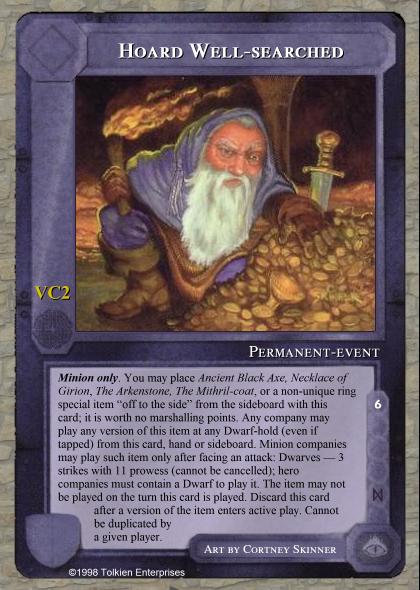 HOARD WELL-SEARCHED
VC2
PERMANENT-EVENT
Minion only. You may place Ancient Black Axe, Necklace of
Girion, The Arkenstone, The Mithril-coat, or a non-unique ring
special item “off to the side” from the sideboard with this
card; it is worth no marshalling points. Any company may
play any version of this item at any Dwarf-hold (even if
tapped) from this card, hand or sideboard. Minion companies
may play such item only after facing an attack: Dwarves — 3
strikes with 11 prowess (cannot be cancelled); hero
companies must contain a Dwarf to play it. The item may not
be played on the turn this card is played. Discard this card
after a version of the item enters active play. Cannot
be duplicated by
a given player.
6
ART BY CORTNEY SKINNER
©1998 Tolkien Enterprises